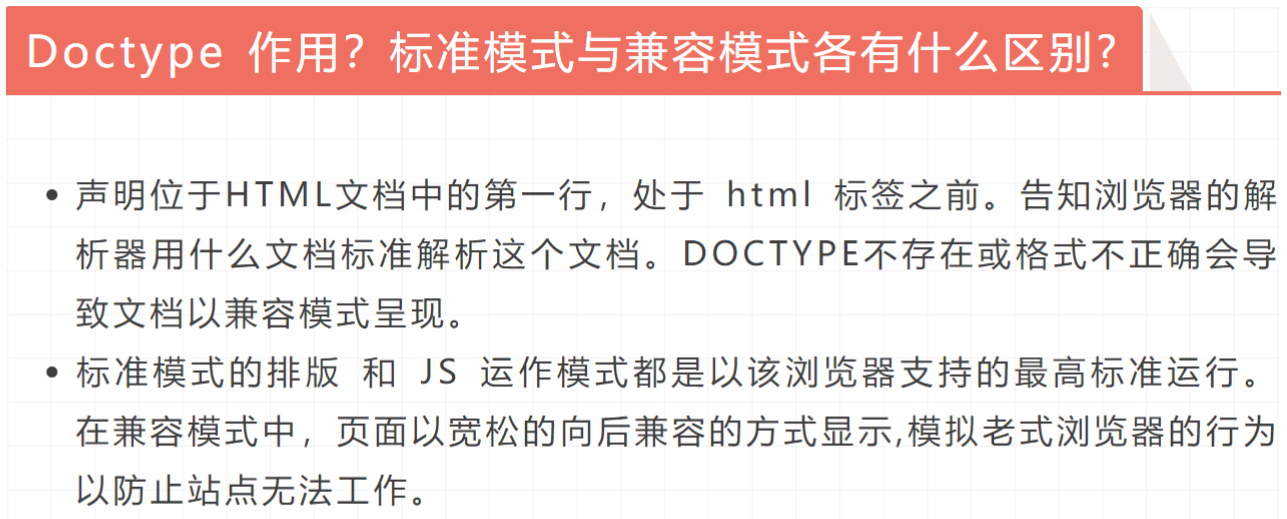 Doctype 作用？标准模式与兼容模式各有什么区别?
• 声明位于HTML文档中的第一行，处于 html 标签之前。告知浏览器的解
析器用什么文档标准解析这个文档。DOCTYPE不存在或格式不正确会导
致文档以兼容模式呈现。
• 标准模式的排版 和 JS 运作模式都是以该浏览器支持的最高标准运行。
在兼容模式中，页面以宽松的向后兼容的方式显示,模拟老式浏览器的行为
以防止站点无法工作。